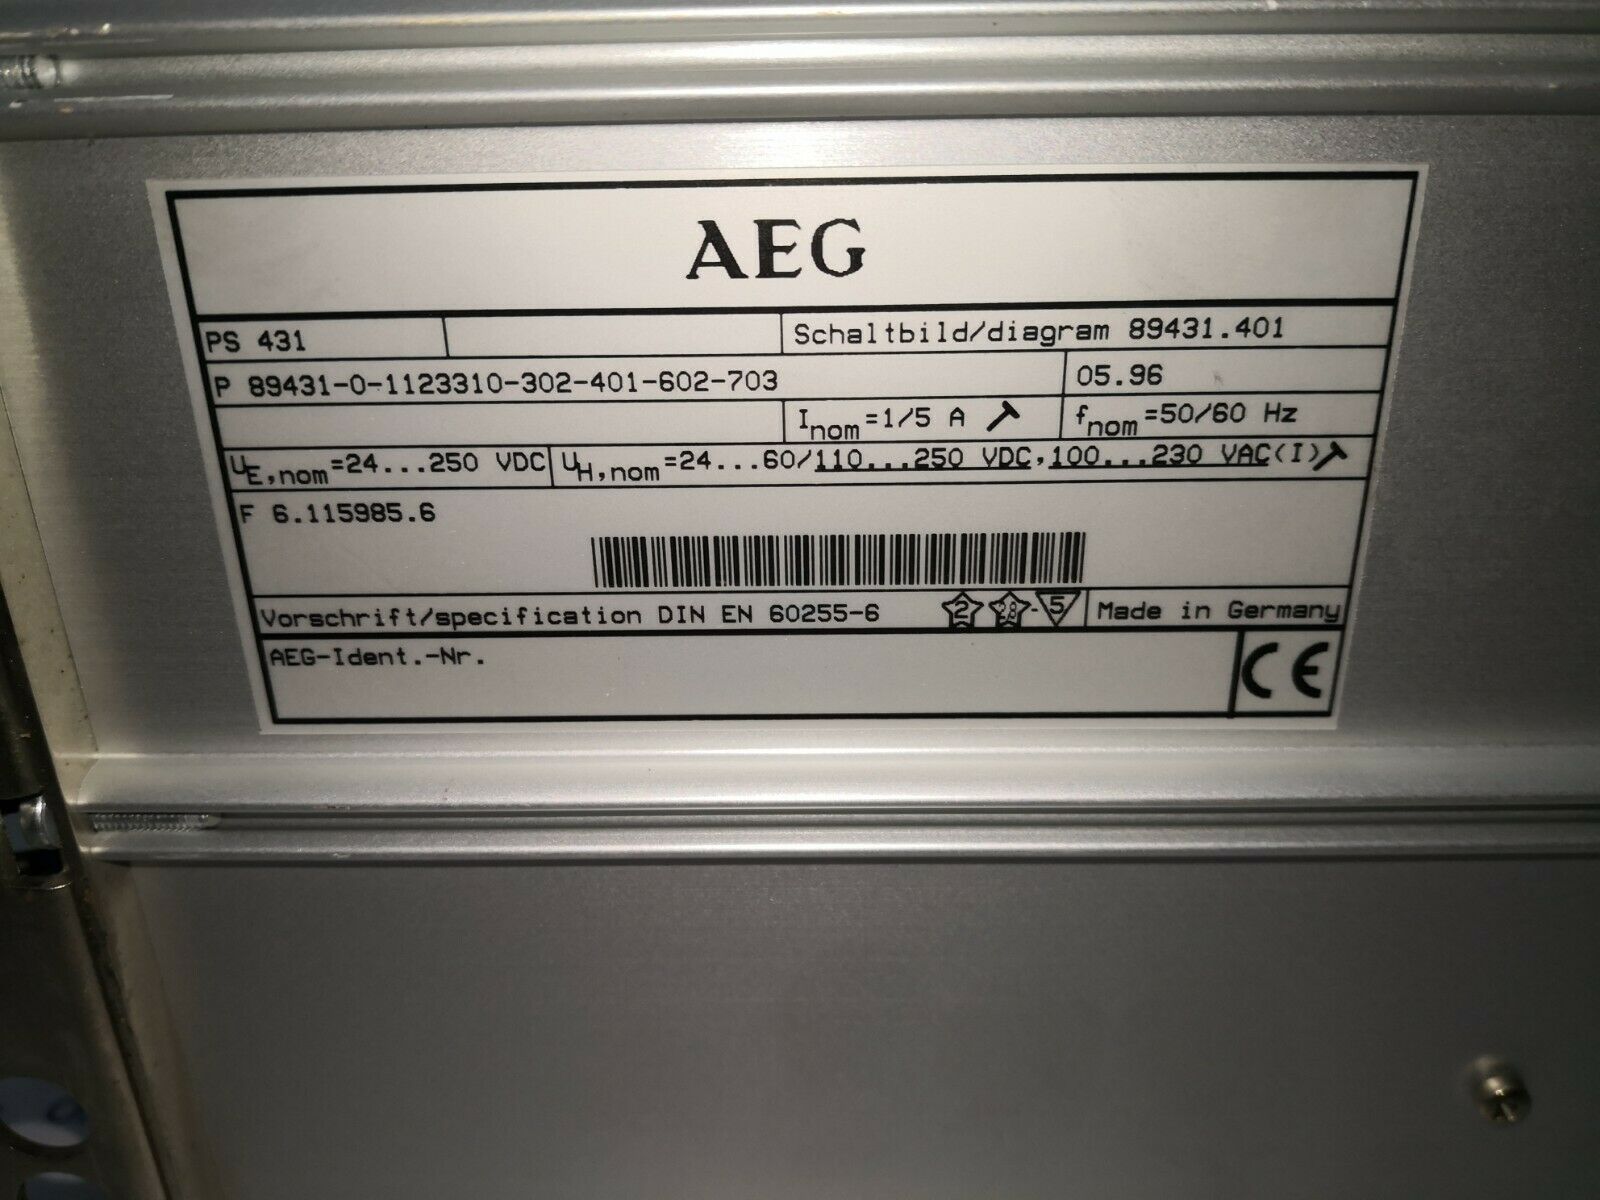 AEG
PS 431
Schaltbild/diagram 89431.401
P 89431-0-1123310-302-401-602-703
05.96
Inom=1/5 A
fnom=50/60 Hz
UE,nom=24...250 VDC
UH,nom=24...60/110...250 VDC,100...230 VAC(I)
F 6.115985.6
Vorschrift/specification DIN EN 60255-6
2
-
5
Made in Germany
AEG-Ident.-Nr.
CE